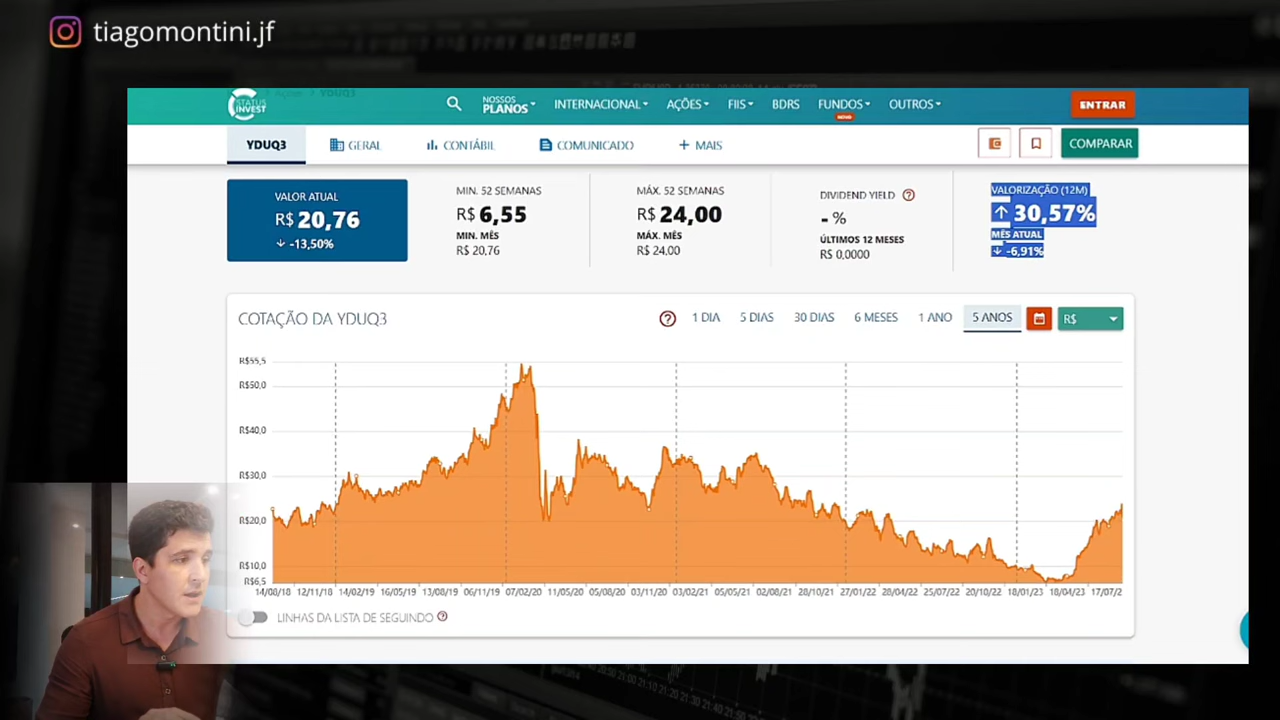 tiagomontini.jf
STATUS
INVEST
NOSSOS
PLANOS
INTERNACIONAL
AÇÕES
FIIS
BDRS
FUNDOS
NOVO
OUTROS
ENTRAR
YDUQ3
GERAL
CONTÁBIL
COMUNICADO
+ MAIS
COMPARAR
VALOR ATUAL
R$ 20,76
-13,50%
MIN. 52 SEMANAS
R$ 6,55
MIN. MÊS
R$ 20,76
MÁX. 52 SEMANAS
R$ 24,00
MÁX. MÊS
R$ 24,00
DIVIDEND YIELD ?
- %
ÚLTIMOS 12 MESES
R$ 0,0000
VALORIZAÇÃO (12M)
30,57%
MÊS ATUAL
-6,91%
COTAÇÃO DA YDUQ3
? 1 DIA 5 DIAS 30 DIAS 6 MESES 1 ANO 5 ANOS R$
R$55,5
R$50,0
R$40,0
R$30,0
R$20,0
R$10,0
R$6,5
14/08/18 12/11/18 14/02/19 16/05/19 13/08/19 06/11/19 07/02/20 11/05/20 05/08/20 03/11/20 03/02/21 05/05/21 02/08/21 28/10/21 27/01/22 28/04/22 25/07/22 20/10/22 18/01/23 18/04/23 17/07/2
LINHAS DA LISTA DE SEGUINDO ?